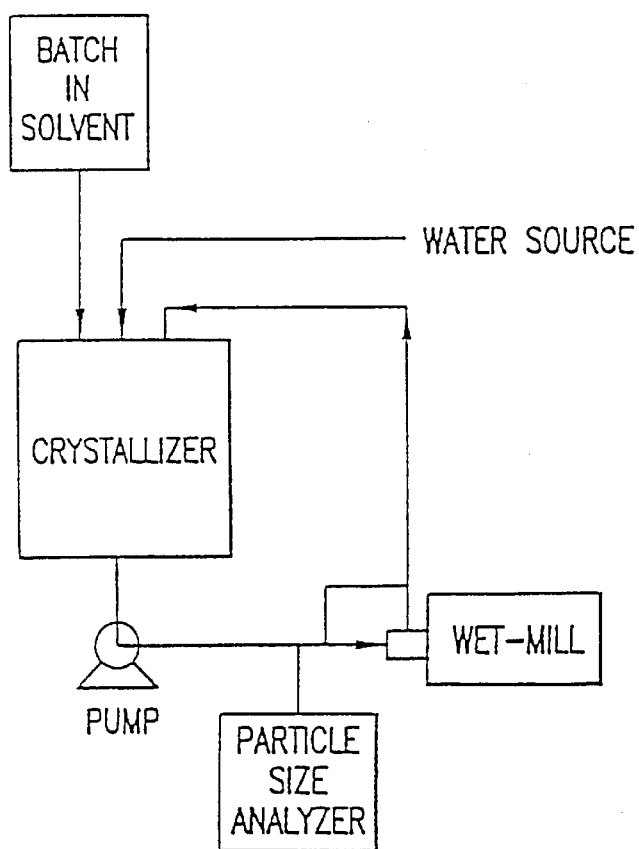 BATCH
IN
SOLVENT
WATER SOURCE
CRYSTALLIZER
WET-MILL
PUMP
PARTICLE
SIZE
ANALYZER